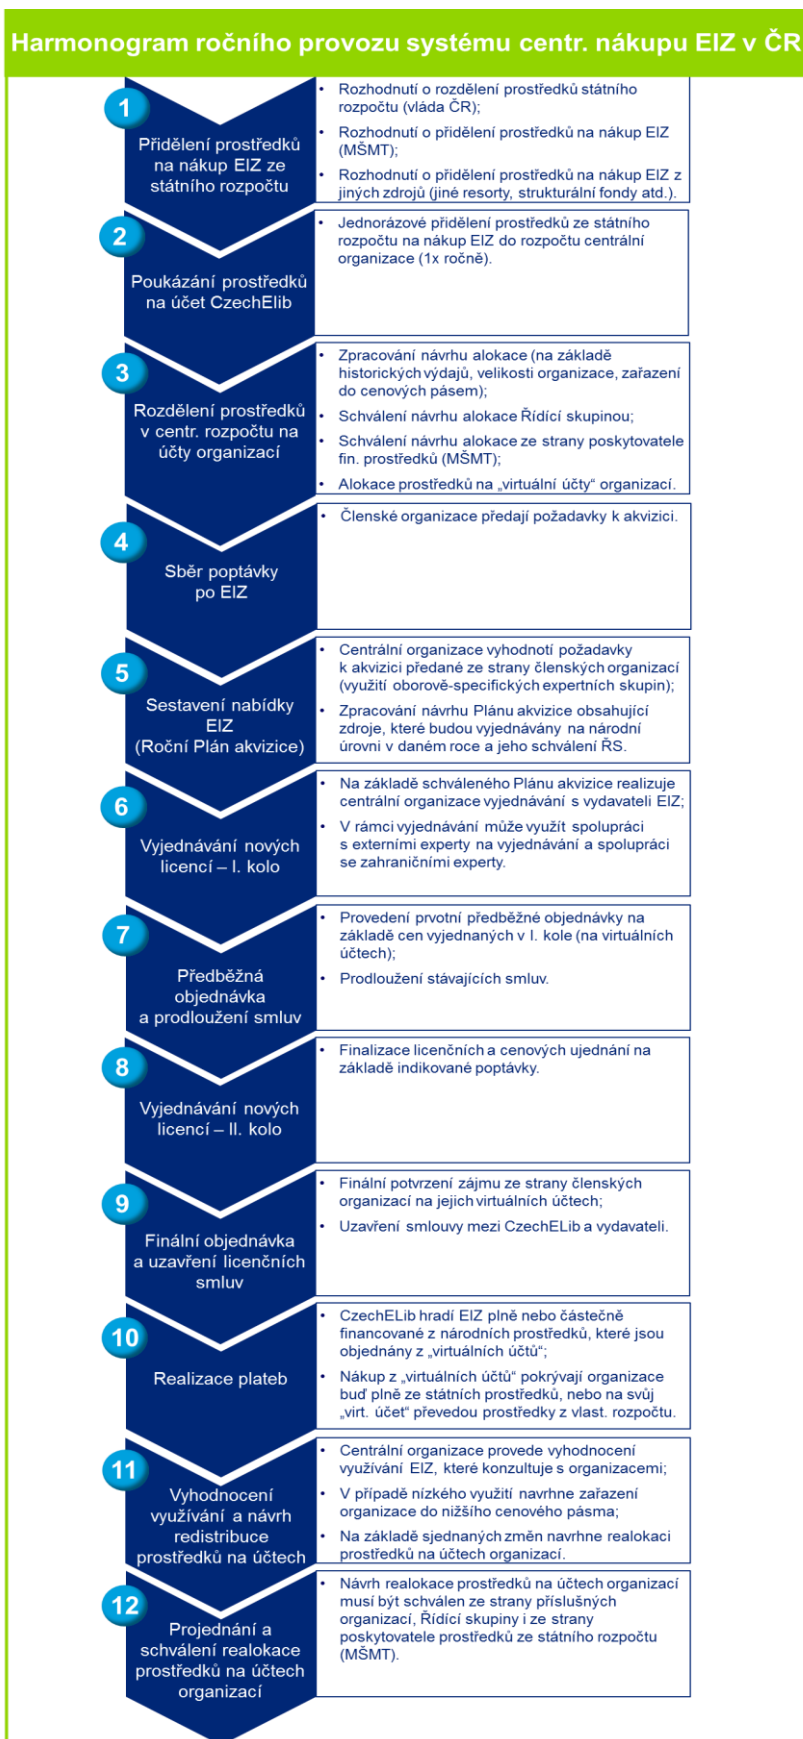 Harmonogram ročního provozu systému centr. nákupu EIZ v ČR
1
Přidělení prostředků
na nákup EIZ ze
státního rozpočtu
• Rozhodnutí o rozdělení prostředků státního
rozpočtu (vláda ČR);
• Rozhodnutí o přidělení prostředků na nákup EIZ
(MŠMT);
• Rozhodnutí o přidělení prostředků na nákup EIZ z
jiných zdrojů (jiné resorty, strukturální fondy atd.).
2
Poukázání prostředků
na účet CzechElib
• Jednorázové přidělení prostředků ze státního
rozpočtu na nákup EIZ do rozpočtu centrální
organizace (1x ročně).
3
Rozdělení prostředků
v centr. rozpočtu na
účty organizací
• Zpracování návrhu alokace (na základě
historických výdajů, velikosti organizace, zařazení
do cenových pásem);
• Schválení návrhu alokace Řídící skupinou;
• Schválení návrhu alokace ze strany poskytovatele
fin. prostředků (MŠMT);
• Alokace prostředků na „virtuální účty“ organizací.
4
Sběr poptávky
po EIZ
• Členské organizace předají požadavky k akvizici.
5
Sestavení nabídky
EIZ
(Roční Plán akvizice)
• Centrální organizace vyhodnotí požadavky
k akvizici předané ze strany členských organizací
(využití oborově-specifických expertních skupin);
• Zpracování návrhu Plánu akvizice obsahující
zdroje, které budou vyjednávány na národní
úrovni v daném roce a jeho schválení ŘS.
6
Vyjednávání nových
licencí – I. kolo
• Na základě schváleného Plánu akvizice realizuje
centrální organizace vyjednávání s vydavateli EIZ;
• V rámci vyjednávání může využít spolupráci
s externími experty na vyjednávání a spolupráci
se zahraničními experty.
7
Předběžná
objednávka
a prodloužení smluv
• Provedení prvotní předběžné objednávky na
základě cen vyjednaných v I. kole (na virtuálních
účtech);
• Prodloužení stávajících smluv.
8
Vyjednávání nových
licencí – II. kolo
• Finalizace licenčních a cenových ujednání na
základě indikované poptávky.
9
Finální objednávka
a uzavření licenčních
smluv
• Finální potvrzení zájmu ze strany členských
organizací na jejich virtuálních účtech;
• Uzavření smlouvy mezi CzechELib a vydavateli.
10
Realizace plateb
• CzechELib hradí EIZ plně nebo částečně
financované z národních prostředků, které jsou
objednány z „virtuálních účtů“;
• Nákup z „virtuálních účtů“ pokrývají organizace
buď plně ze státních prostředků, nebo na svůj
„virt. účet“ převedou prostředky z vlast. rozpočtu.
11
Vyhodnocení
využívání a návrh
redistribuce
prostředků na účtech
• Centrální organizace provede vyhodnocení
využívání EIZ, které konzultuje s organizacemi;
• V případě nízkého využití navrhne zařazení
organizace do nižšího cenového pásma;
• Na základě sjednaných změn navrhne realokaci
prostředků na účtech organizací.
12
Projednání a
schválení realokace
prostředků na účtech
organizací
• Návrh realokace prostředků na účtech organizací
musí být schválen ze strany příslušných
organizací, Řídící skupiny i ze strany
poskytovatele prostředků ze státního rozpočtu
(MŠMT).